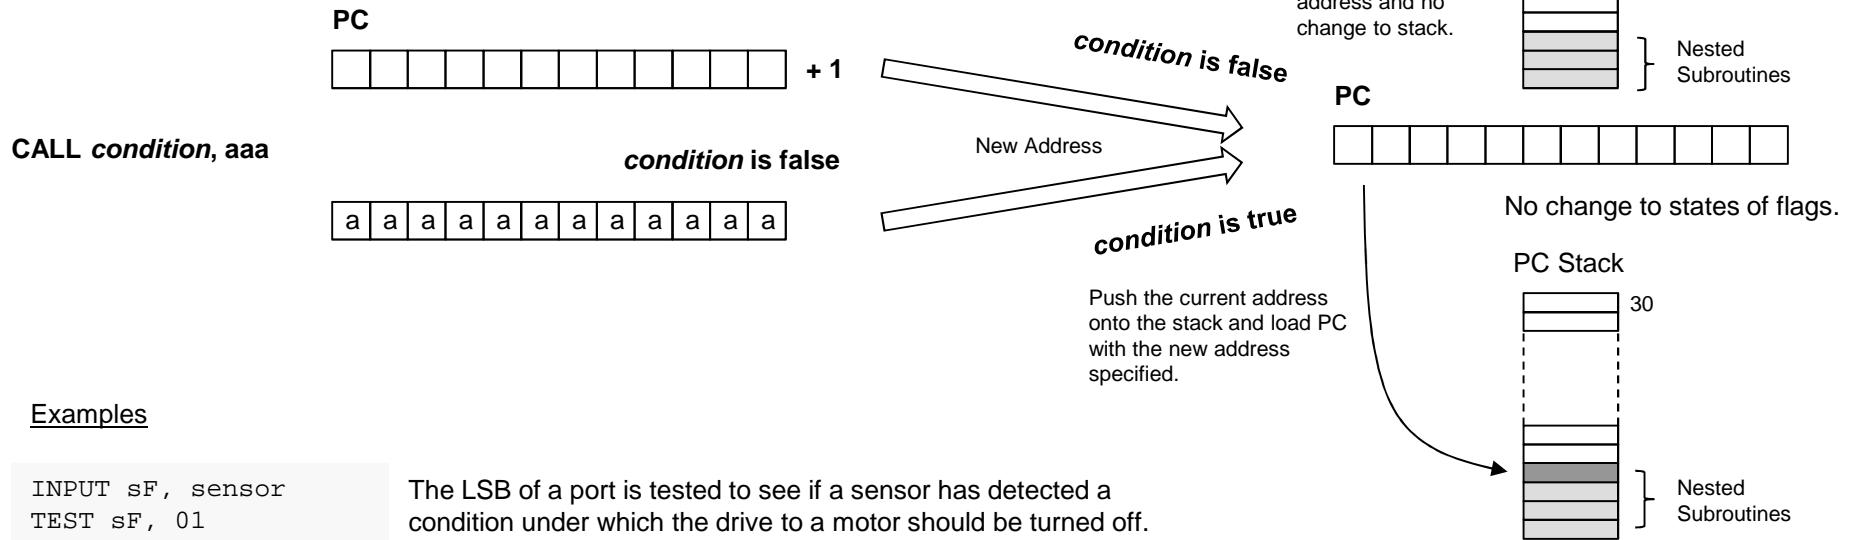 address and no
change to stack.
PC
condition is false
Nested
Subroutines
+ 1
PC
CALL condition, aaa
condition is false
New Address
a a a a a a a a a a a a
condition is true
No change to states of flags.
PC Stack
Push the current address
onto the stack and load PC
with the new address
specified.
30
Examples
INPUT sF, sensor
TEST sF, 01
The LSB of a port is tested to see if a sensor has detected a
condition under which the drive to a motor should be turned off.
Nested
Subroutines